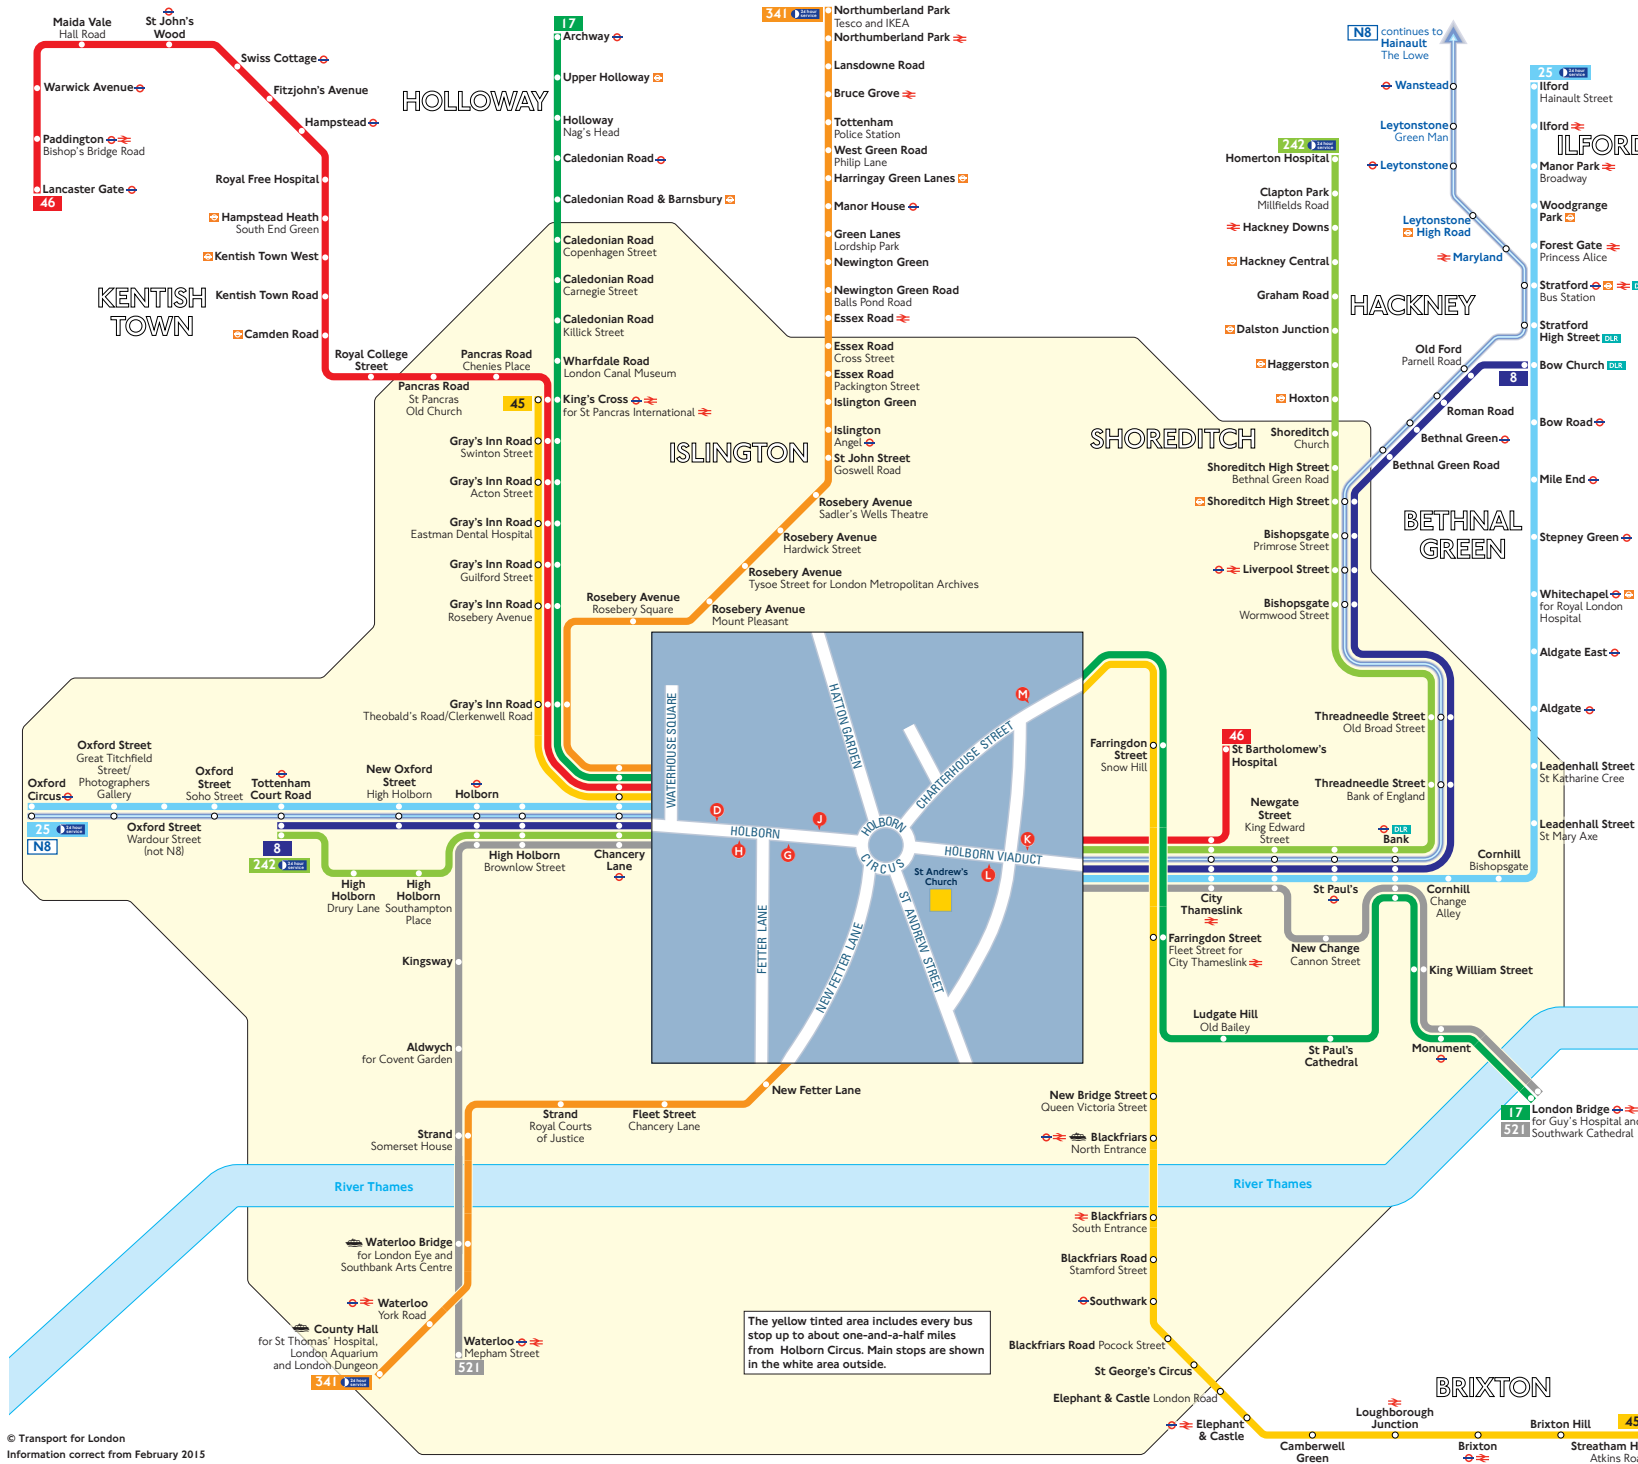 Maida Vale
Hall Road
St John's
Wood
Swiss Cottage
Fitzjohn's Avenue
Hampstead
Warwick Avenue
Paddington
Bishop's Bridge Road
Lancaster Gate
46
Royal Free Hospital
Hampstead Heath
South End Green
Kentish Town West
Kentish Town Road
Camden Road
KENTISH
TOWN
Royal College
Street
Pancras Road
Chenies Place
Pancras Road
St Pancras
Old Church
17
Archway
Upper Holloway
HOLLOWAY
Holloway
Nag's Head
Caledonian Road
Caledonian Road & Barnsbury
Caledonian Road
Copenhagen Street
Caledonian Road
Carnegie Street
Caledonian Road
Killick Street
Wharfdale Road
London Canal Museum
45
King's Cross
for St Pancras International
Gray's Inn Road
Swinton Street
Gray's Inn Road
Acton Street
Gray's Inn Road
Eastman Dental Hospital
Gray's Inn Road
Guilford Street
Gray's Inn Road
Rosebery Avenue
Gray's Inn Road
Theobald's Road/Clerkenwell Road
341 24 hour service
Northumberland Park
Tesco and IKEA
Northumberland Park
Lansdowne Road
Bruce Grove
Tottenham
Police Station
West Green Road
Philip Lane
Harringay Green Lanes
Manor House
Green Lanes
Lordship Park
Newington Green
Newington Green Road
Balls Pond Road
Essex Road
Essex Road
Cross Street
Essex Road
Packington Street
Islington Green
Islington
Angel
St John Street
Goswell Road
ISLINGTON
Rosebery Avenue
Sadler's Wells Theatre
Rosebery Avenue
Hardwick Street
Rosebery Avenue
Tysoe Street for London Metropolitan Archives
Rosebery Avenue
Mount Pleasant
Rosebery Avenue
Rosebery Square
242 24 hour service
Homerton Hospital
Clapton Park
Millfields Road
Hackney Downs
Hackney Central
Graham Road
Dalston Junction
Haggerston
Hoxton
HACKNEY
SHOREDITCH
Shoreditch
Church
Shoreditch High Street
Bethnal Green Road
Shoreditch High Street
Bishopsgate
Primrose Street
Liverpool Street
Bishopsgate
Wormwood Street
N8 continues to
Hainault
The Lowe
Wanstead
Leytonstone
Green Man
Leytonstone
Leytonstone
High Road
Maryland
25 24 hour service
Ilford
Hainault Street
Ilford
ILFORD
Manor Park
Broadway
Woodgrange
Park
Forest Gate
Princess Alice
Stratford
Bus Station
Stratford
High Street DLR
Bow Church DLR
8
Old Ford
Parnell Road
Roman Road
Bethnal Green
Bethnal Green Road
BETHNAL
GREEN
Bow Road
Mile End
Stepney Green
Whitechapel
for Royal London
Hospital
Aldgate East
Aldgate
Leadenhall Street
St Katharine Cree
Leadenhall Street
St Mary Axe
Cornhill
Bishopsgate
Threadneedle Street
Old Broad Street
Threadneedle Street
Bank of England
DLR
Bank
46
St Bartholomew's
Hospital
Newgate
Street
King Edward
Street
Farringdon
Street
Snow Hill
City
Thameslink
St Paul's
Cornhill
Change
Alley
New Change
Cannon Street
King William Street
Farringdon Street
Fleet Street for
City Thameslink
Ludgate Hill
Old Bailey
St Paul's
Cathedral
Monument
17
521
London Bridge
for Guy's Hospital and
Southwark Cathedral
Oxford
Circus
25 24 hour service
N8
Oxford Street
Great Titchfield
Street/
Photographers
Gallery
Oxford Street
Wardour Street
(not N8)
Oxford
Street
Soho Street
Tottenham
Court Road
8
242 24 hour service
New Oxford
Street
High Holborn
Holborn
High Holborn
Brownlow Street
Chancery
Lane
High
Holborn
Drury Lane
High
Holborn
Southampton
Place
Kingsway
Aldwych
for Covent Garden
Strand
Somerset House
Strand
Royal Courts
of Justice
Fleet Street
Chancery Lane
New Fetter Lane
WATERHOUSE SQUARE
HATTON GARDEN
CHARTERHOUSE STREET
HOLBORN
HOLBORN
CIRCUS
HOLBORN VIADUCT
St Andrew's
Church
ST ANDREW STREET
FETTER LANE
NEW FETTER LANE
D
H
J
G
K
L
M
River Thames
River Thames
Waterloo Bridge
for London Eye and
Southbank Arts Centre
Waterloo
York Road
County Hall
for St Thomas' Hospital,
London Aquarium
and London Dungeon
341 24 hour service
Waterloo
Mepham Street
521
New Bridge Street
Queen Victoria Street
Blackfriars
North Entrance
Blackfriars
South Entrance
Blackfriars Road
Stamford Street
Southwark
Blackfriars Road Pocock Street
St George's Circus
Elephant & Castle London Road
Elephant
& Castle
Camberwell
Green
Loughborough
Junction
Brixton
Brixton Hill
BRIXTON
45
Streatham H
Atkins Roa
The yellow tinted area includes every bus
stop up to about one-and-a-half miles
from Holborn Circus. Main stops are shown
in the white area outside.
© Transport for London
Information correct from February 2015